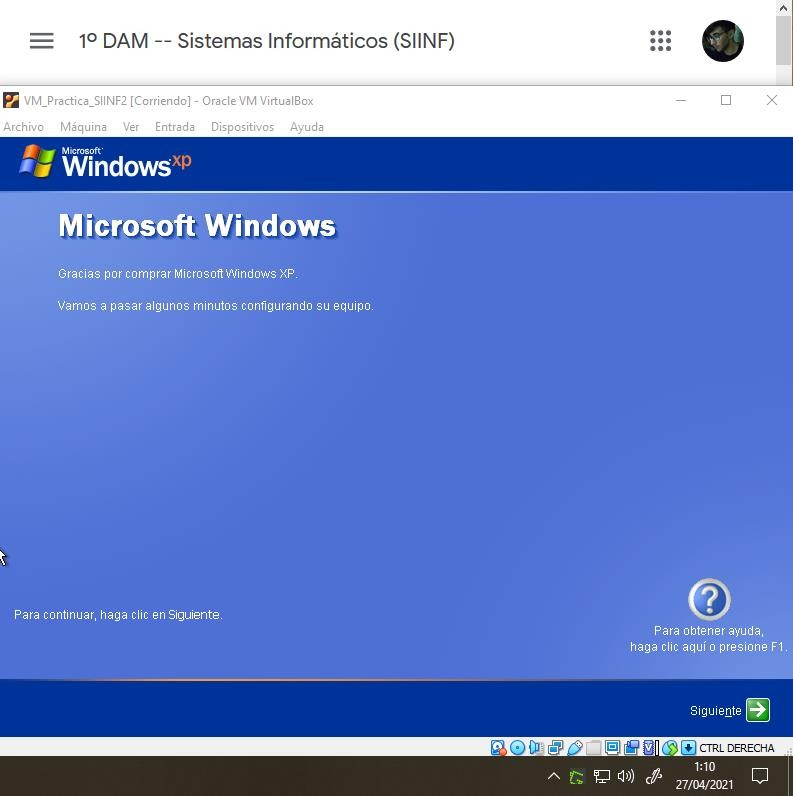 1º DAM -- Sistemas Informáticos (SIINF)
VM_Practica_SIINF2 [Corriendo] - Oracle VM VirtualBox
Archivo Máquina Ver Entrada Dispositivos Ayuda
Microsoft®
Windows xp
Microsoft Windows
Gracias por comprar Microsoft Windows XP.
Vamos a pasar algunos minutos configurando su equipo.
Para continuar, haga clic en Siguiente.
Para obtener ayuda,
haga clic aquí o presione F1.
Siguiente
CTRL DERECHA
1:10
27/04/2021